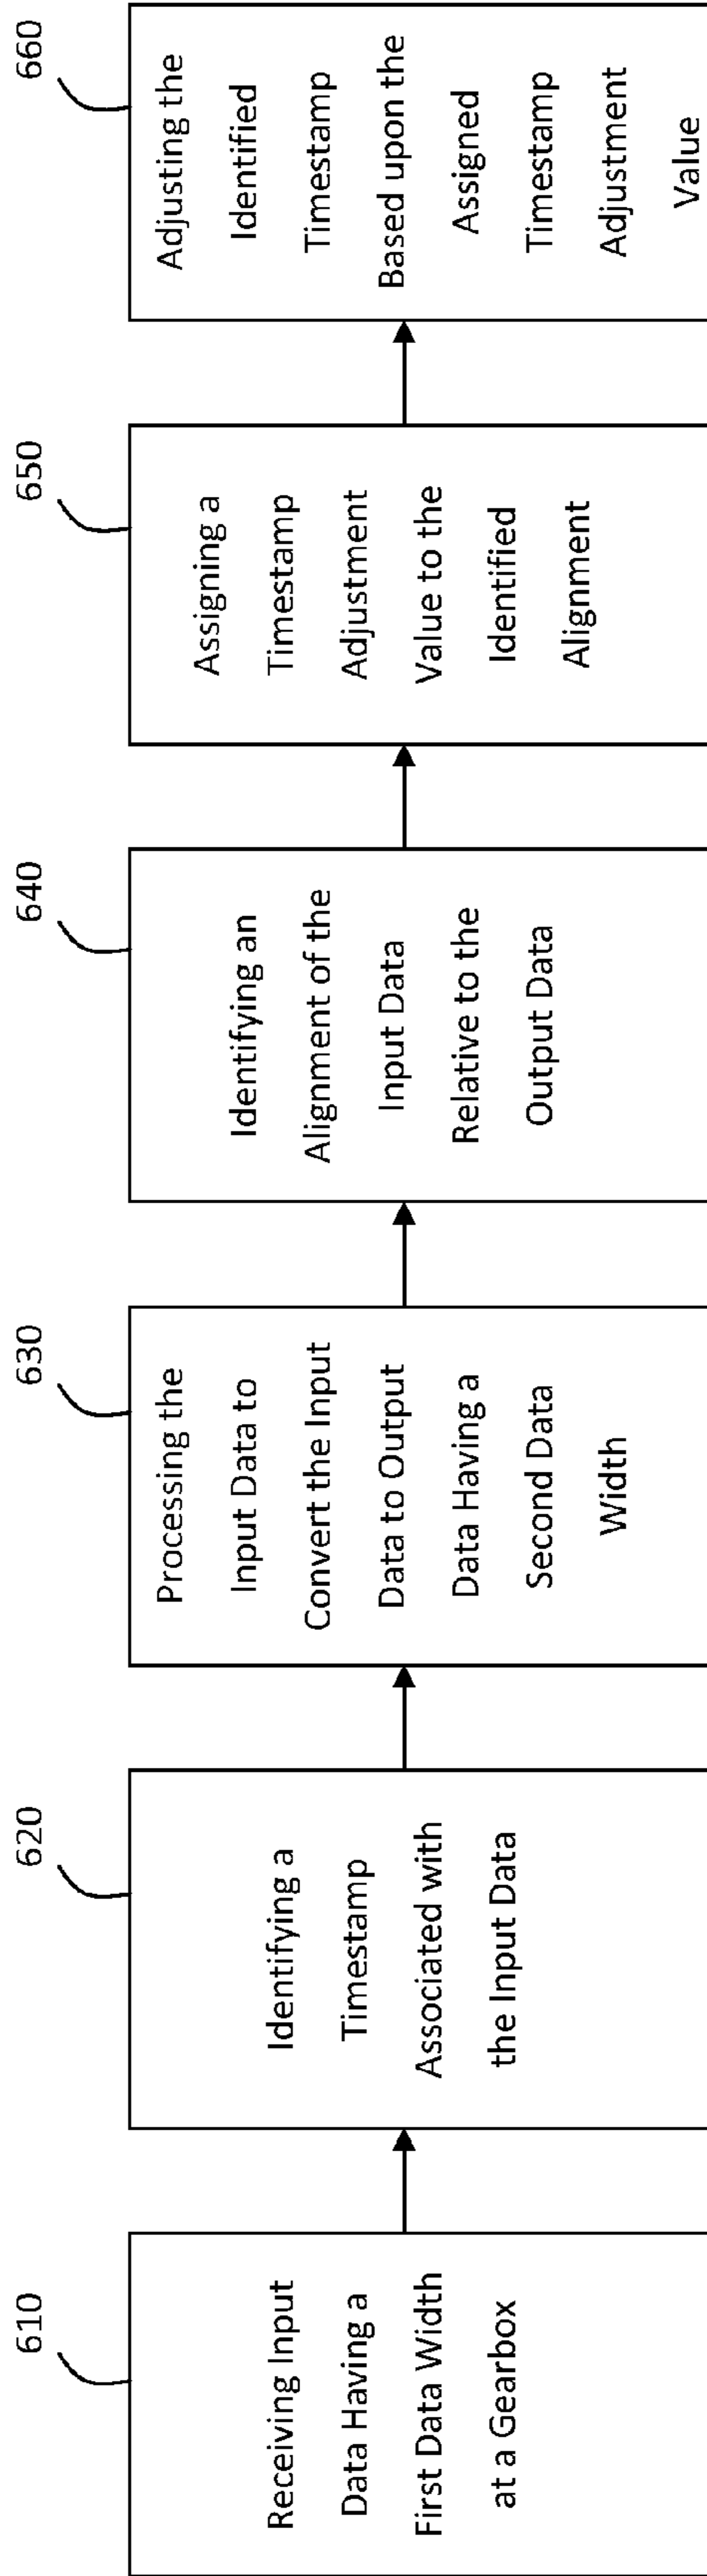 610
Receiving Input
Data Having a
First Data Width
at a Gearbox
620
Identifying a
Timestamp
Associated with
the Input Data
630
Processing the
Input Data to
Convert the Input
Data to Output
Data Having a
Second Data
Width
640
Identifying an
Alignment of the
Input Data
Relative to the
Output Data
650
Assigning a
Timestamp
Adjustment
Value to the
Identified
Alignment
660
Adjusting the
Identified
Timestamp
Based upon the
Assigned
Timestamp
Adjustment
Value